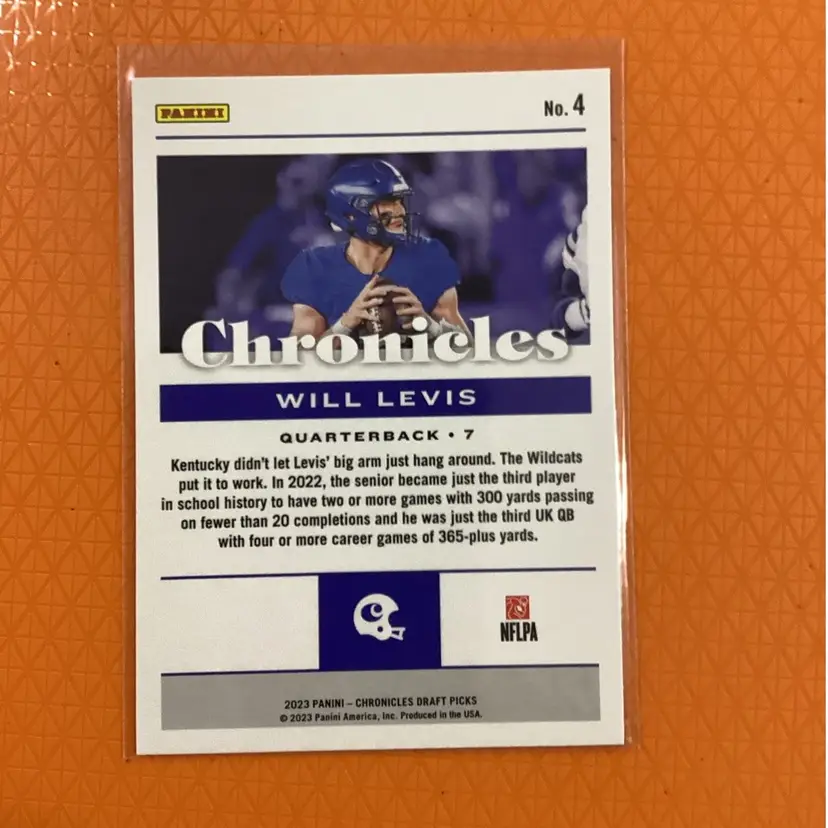 PANINI
No. 4
Chronicles
WILL LEVIS
QUARTERBACK • 7
Kentucky didn't let Levis' big arm just hang around. The Wildcats
put it to work. In 2022, the senior became just the third player
in school history to have two or more games with 300 yards passing
on fewer than 20 completions and he was just the third UK QB
with four or more career games of 365-plus yards.
NFLPA
2023 PANINI – CHRONICLES DRAFT PICKS
© 2023 Panini America, Inc. Produced in the USA.